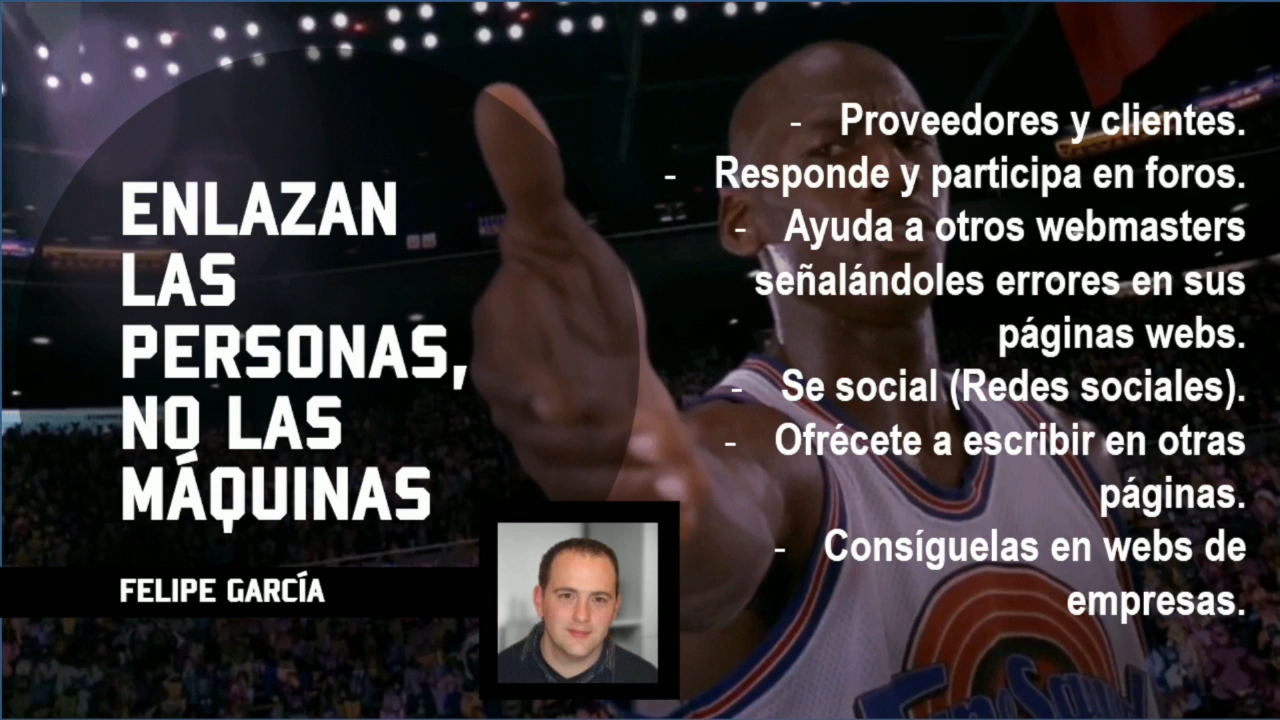 ENLAZAN
LAS
PERSONAS,
NO LAS
MÁQUINAS
FELIPE GARCÍA
- Proveedores y clientes.
- Responde y participa en foros.
- Ayuda a otros webmasters
señalándoles errores en sus
páginas webs.
- Se social (Redes sociales).
- Ofrécete a escribir en otras
páginas.
- Consíguelas en webs de
empresas.